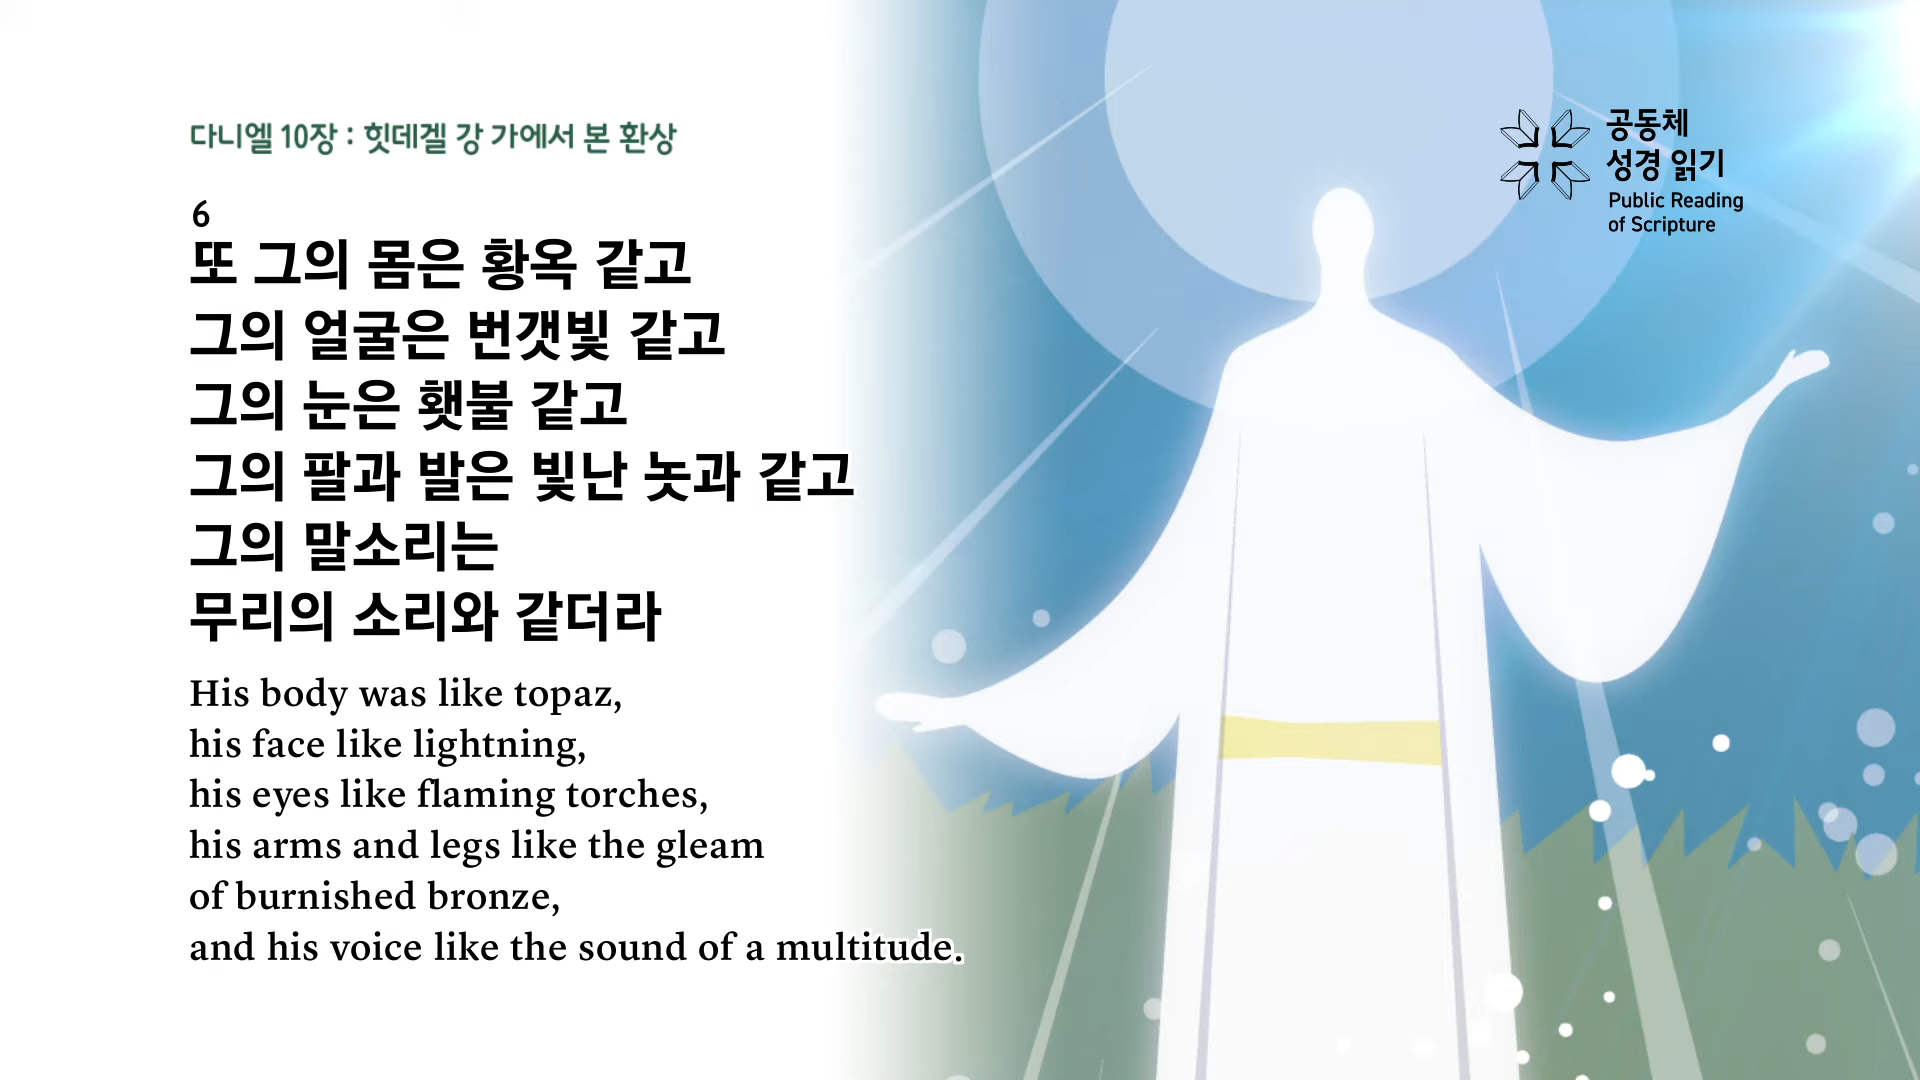 다니엘 10장 : 힛데겔 강 가에서 본 환상
공동체
성경 읽기
Public Reading
of Scripture
6
또 그의 몸은 황옥 같고
그의 얼굴은 번갯빛 같고
그의 눈은 횃불 같고
그의 팔과 발은 빛난 놋과 같고
그의 말소리는
무리의 소리와 같더라
His body was like topaz,
his face like lightning,
his eyes like flaming torches,
his arms and legs like the gleam
of burnished bronze,
and his voice like the sound of a multitude.